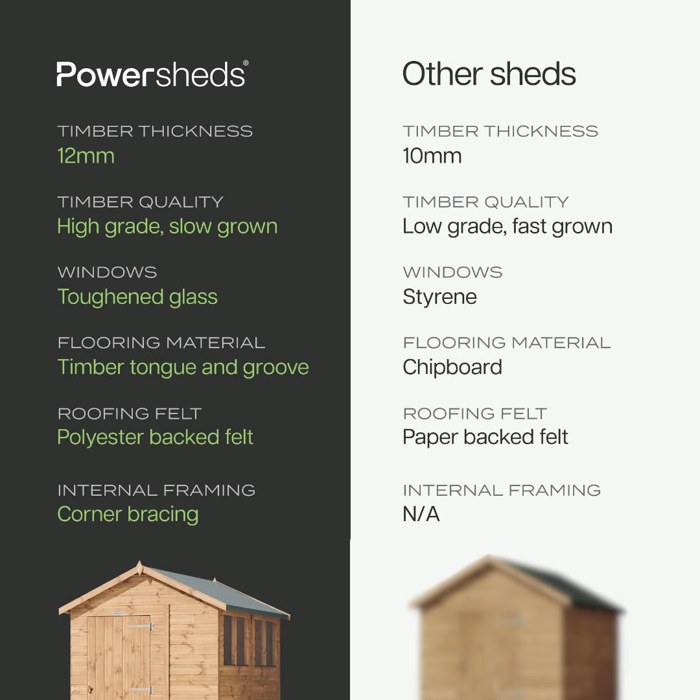 Powersheds®
TIMBER THICKNESS
12mm
TIMBER QUALITY
High grade, slow grown
WINDOWS
Toughened glass
FLOORING MATERIAL
Timber tongue and groove
ROOFING FELT
Polyester backed felt
INTERNAL FRAMING
Corner bracing
Other sheds
TIMBER THICKNESS
10mm
TIMBER QUALITY
Low grade, fast grown
WINDOWS
Styrene
FLOORING MATERIAL
Chipboard
ROOFING FELT
Paper backed felt
INTERNAL FRAMING
N/A